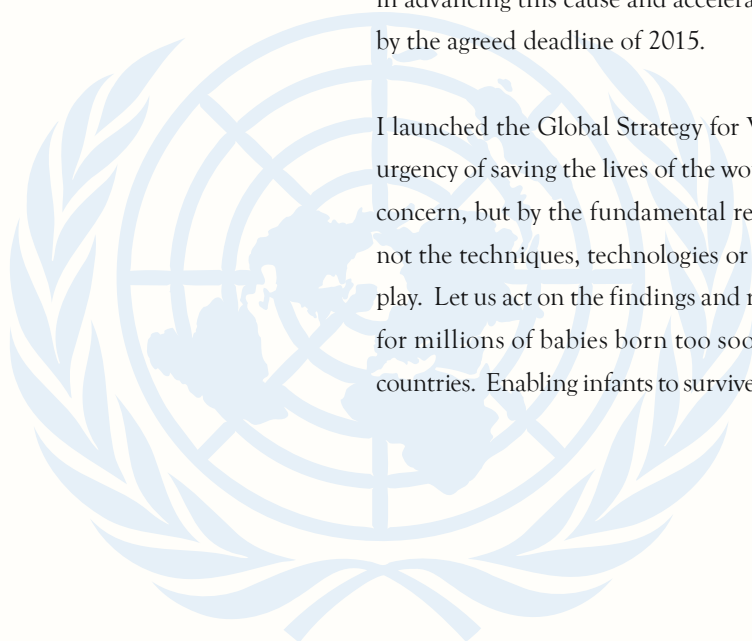 in advancing this cause and accelera
by the agreed deadline of 2015.
I launched the Global Strategy for
urgency of saving the lives of the wo
concern, but by the fundamental re
not the techniques, technologies or
play. Let us act on the findings and
for millions of babies born too soo
countries. Enabling infants to survive